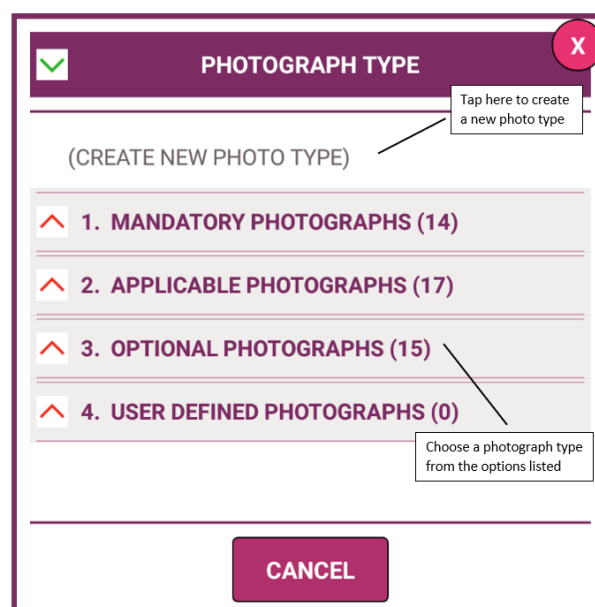 X
PHOTOGRAPH TYPE
Tap here to create
a new photo type
(CREATE NEW PHOTO TYPE)
1. MANDATORY PHOTOGRAPHS (14)
2. APPLICABLE PHOTOGRAPHS (17)
3. OPTIONAL PHOTOGRAPHS (15)
4. USER DEFINED PHOTOGRAPHS (0)
Choose a photograph type
from the options listed
CANCEL